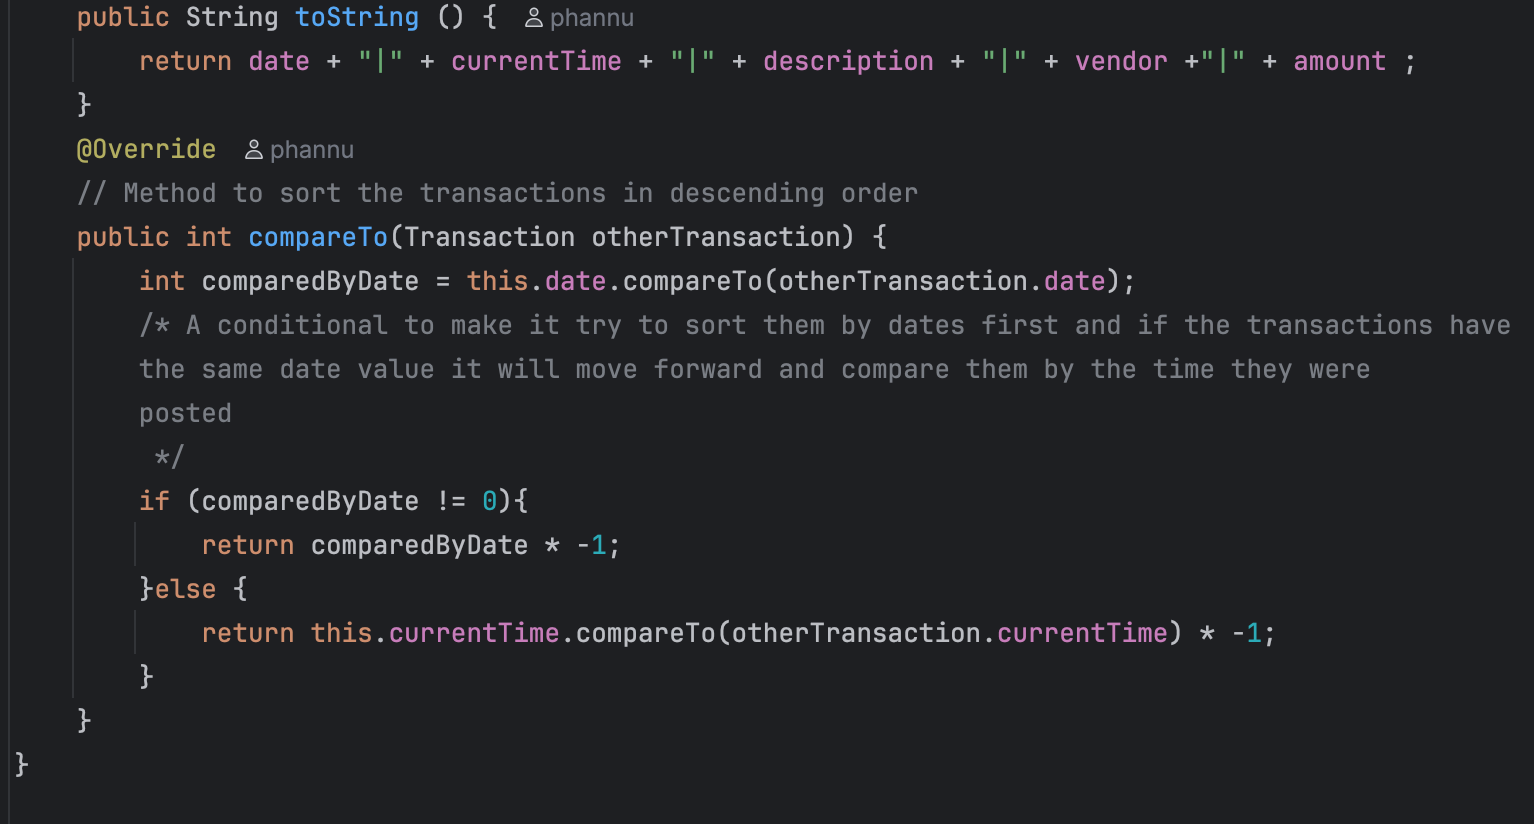 public String toString () { phannu
return date + "|" + currentTime + "|" + description + "|" + vendor +"|" + amount ;
}
@Override phannu
// Method to sort the transactions in descending order
public int compareTo(Transaction otherTransaction) {
int comparedByDate = this.date.compareTo(otherTransaction.date);
/* A conditional to make it try to sort them by dates first and if the transactions have
the same date value it will move forward and compare them by the time they were
posted
*/
if (comparedByDate != 0){
return comparedByDate * -1;
}else {
return this.currentTime.compareTo(otherTransaction.currentTime) * -1;
}
}
}